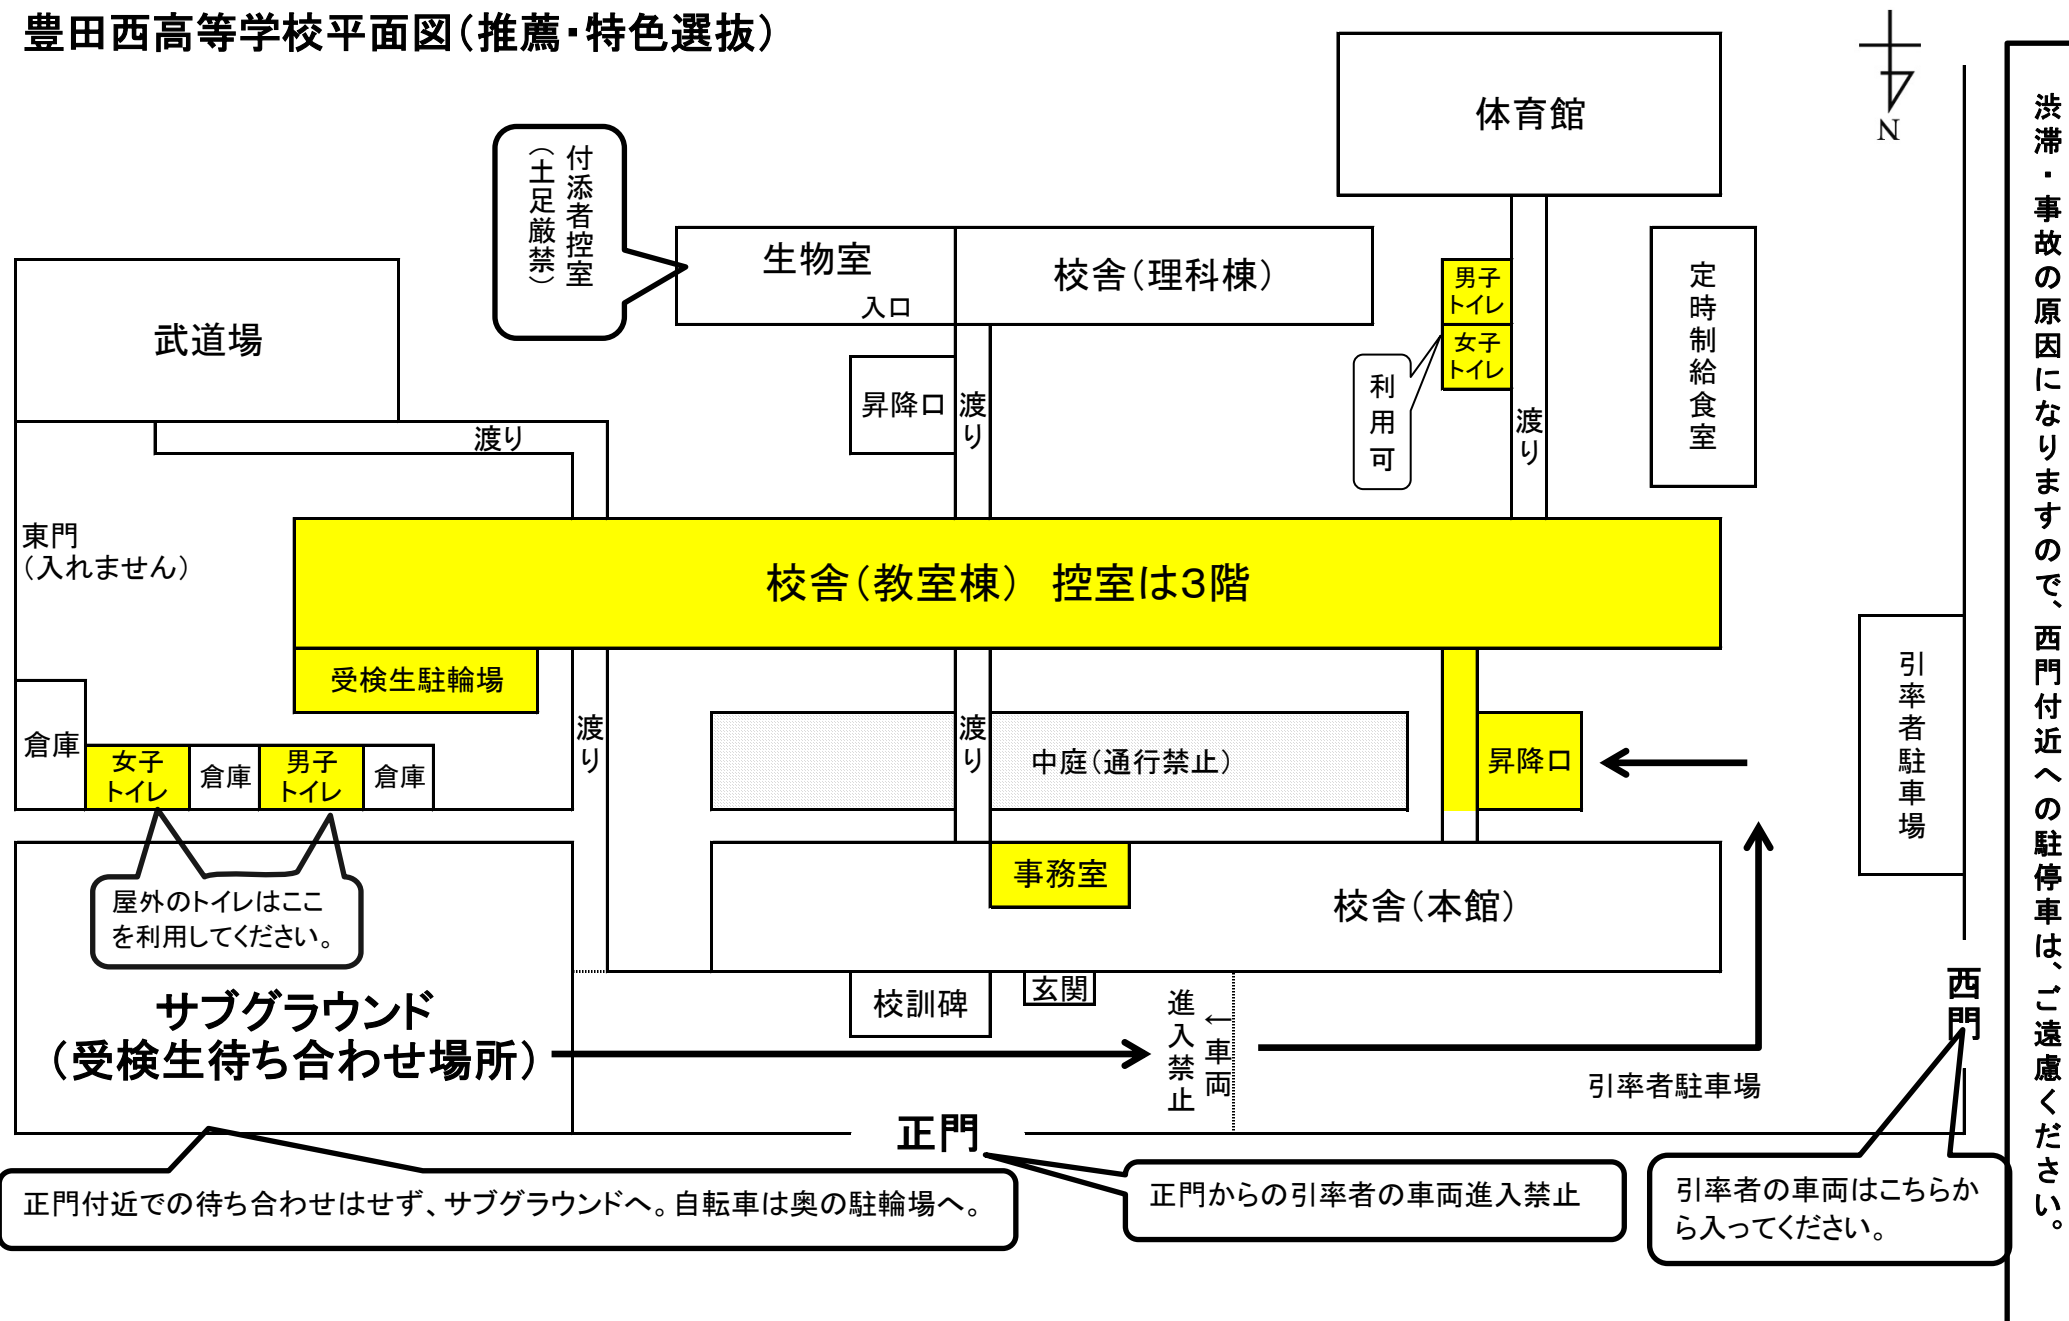 豊田西高等学校平面図(推薦・特色選抜)
N
体育館
付添者控室
(土足厳禁)
生物室
入口
校舎(理科棟)
男子
トイレ
女子
トイレ
利用可
定時制給食室
武道場
昇降口
渡り
渡り
渡り
東門
(入れません)
校舎(教室棟) 控室は3階
受検生駐輪場
倉庫
女子
トイレ
倉庫
男子
トイレ
倉庫
渡り
渡り
中庭(通行禁止)
昇降口
引率者駐車場
屋外のトイレはここ
を利用してください。
事務室
校舎(本館)
サブグラウンド
(受検生待ち合わせ場所)
校訓碑
玄関
←車両
進入禁止
引率者駐車場
西門
正門
正門付近での待ち合わせはせず、サブグラウンドへ。自転車は奥の駐輪場へ。
正門からの引率者の車両進入禁止
引率者の車両はこちらか
ら入ってください。
渋滞・事故の原因になりますので、西門付近への駐停車は、ご遠慮ください。